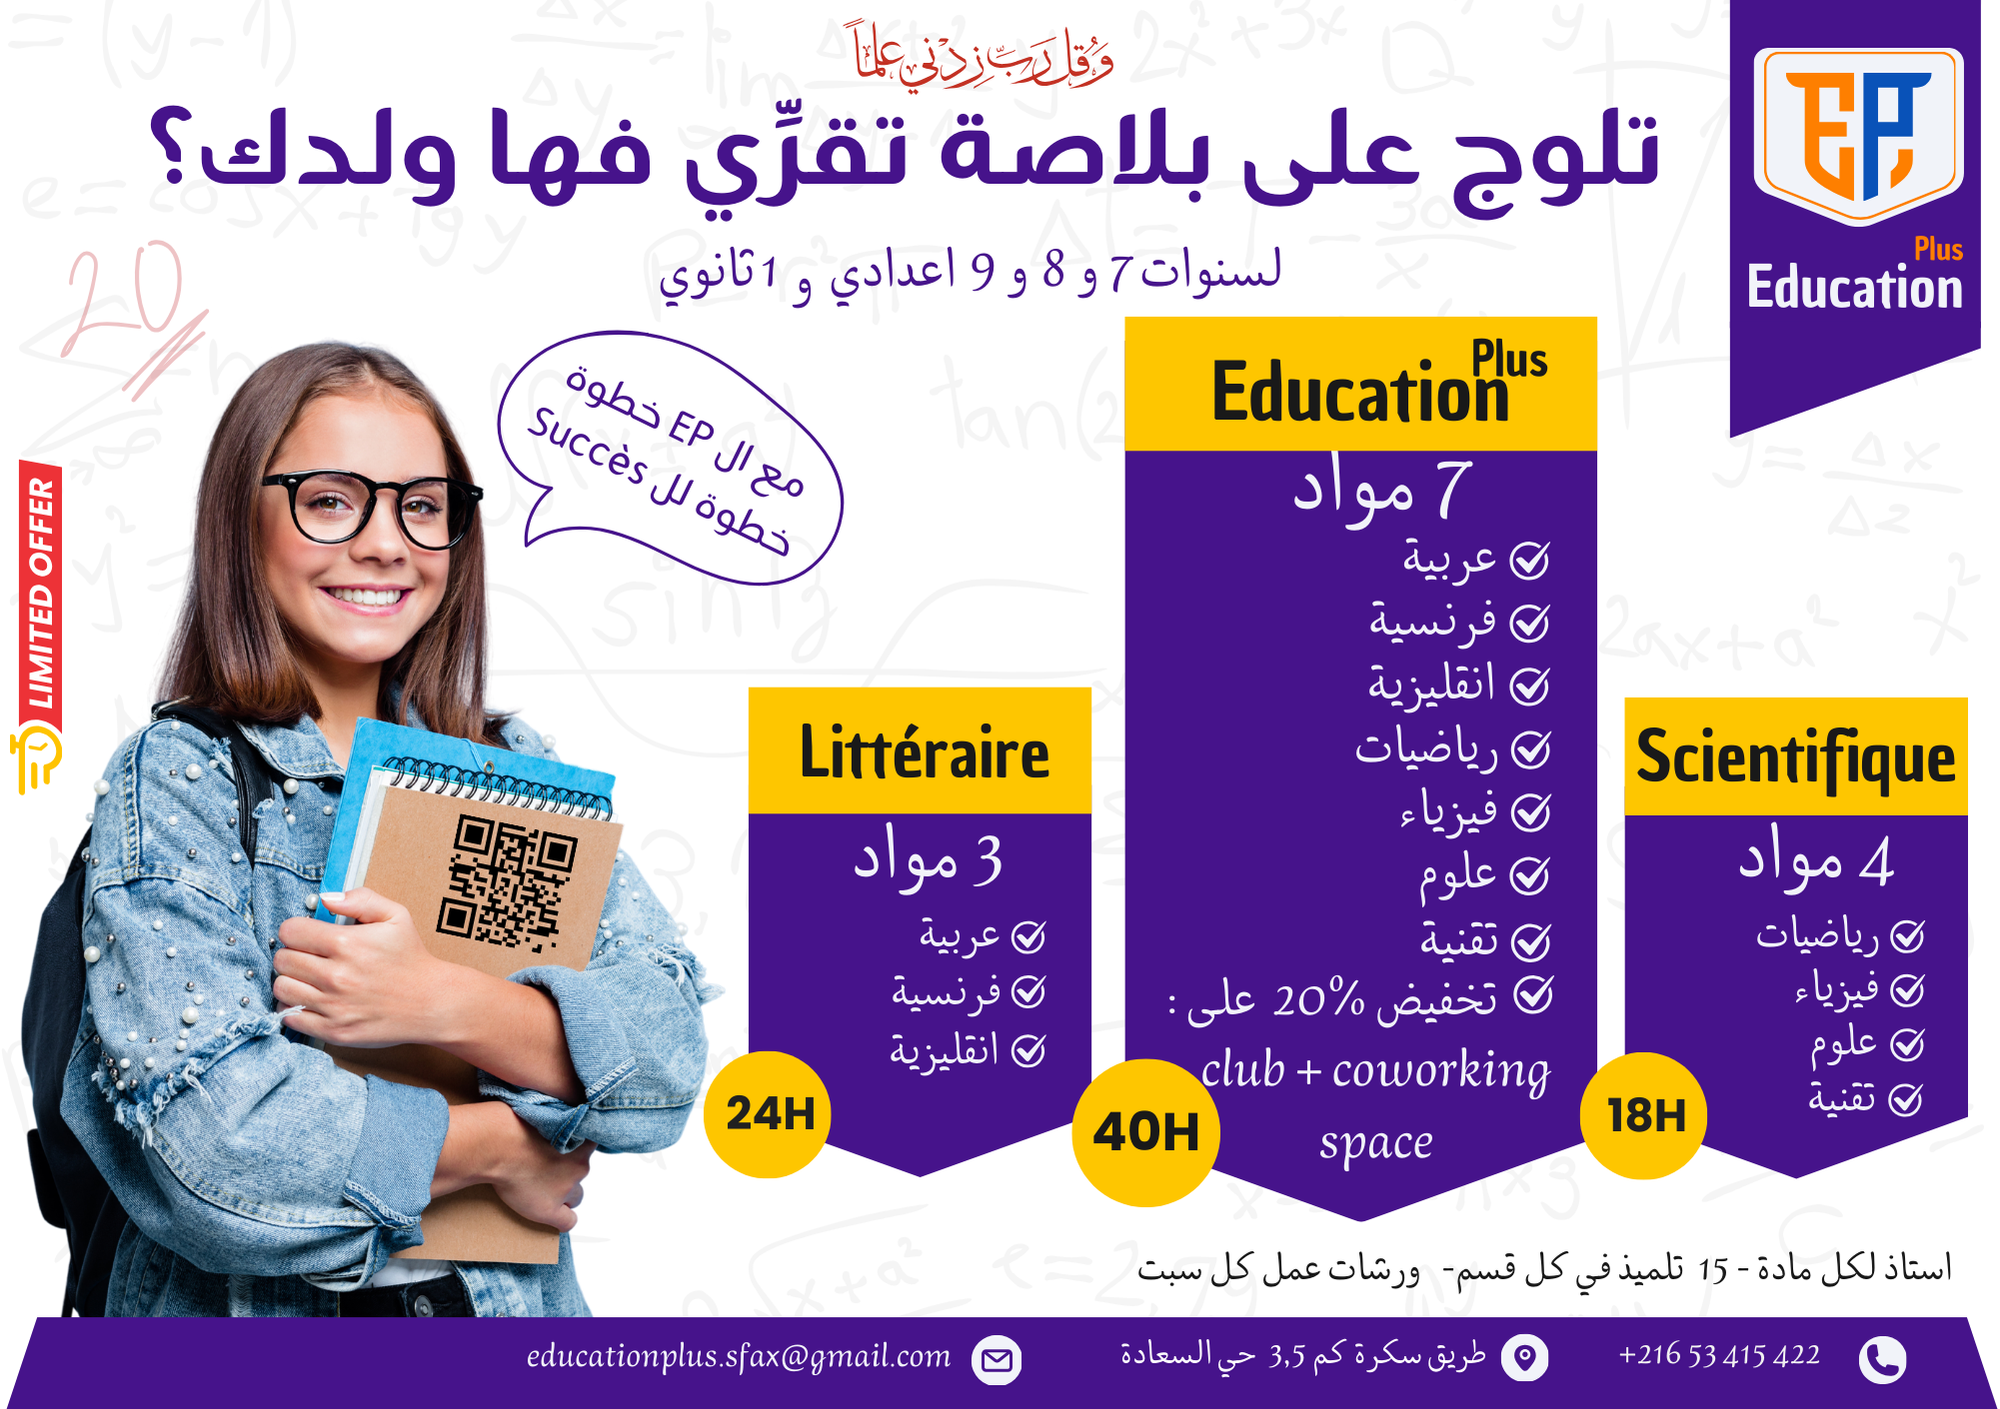 وَقُل رَبِّ زِدْنِي عِلْماً
تلوج على بلاصة تقرِّي فها ولدك؟
لسنوات 7 و 8 و 9 اعدادي و 1 ثانوي
Plus
Education
20
مع ال EP خطوة
خطوة لل Succès
LIMITED OFFER
Littéraire
3 مواد
عربية
فرنسية
انقليزية
24H
Plus
Education
7 مواد
عربية
فرنسية
انقليزية
رياضيات
فيزياء
علوم
تقنية
تخفيض 20% على :
club + coworking
space
40H
Scientifique
4 مواد
رياضيات
فيزياء
علوم
تقنية
18H
استاذ لكل مادة - 15 تلميذ في كل قسم- ورشات عمل كل سبت
+216 53 415 422
طريق سكرة كم 3,5 حي السعادة
educationplus.sfax@gmail.com